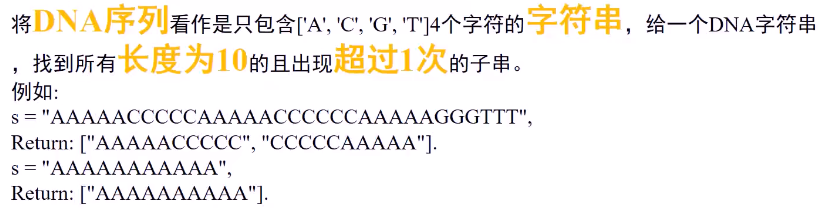 将DNA序列看作是只包含['A', 'C', 'G', 'T']4个字符的字符串，给一个DNA字符串
，找到所有长度为10的且出现超过1次的子串。
例如:
s = "AAAAACCCCCAAAAACCCCCCAAAAAGGGTTT",
Return: ["AAAAACCCCC", "CCCCCAAAAA"].
s = "AAAAAAAAAAA",
Return: ["AAAAAAAAAA"].